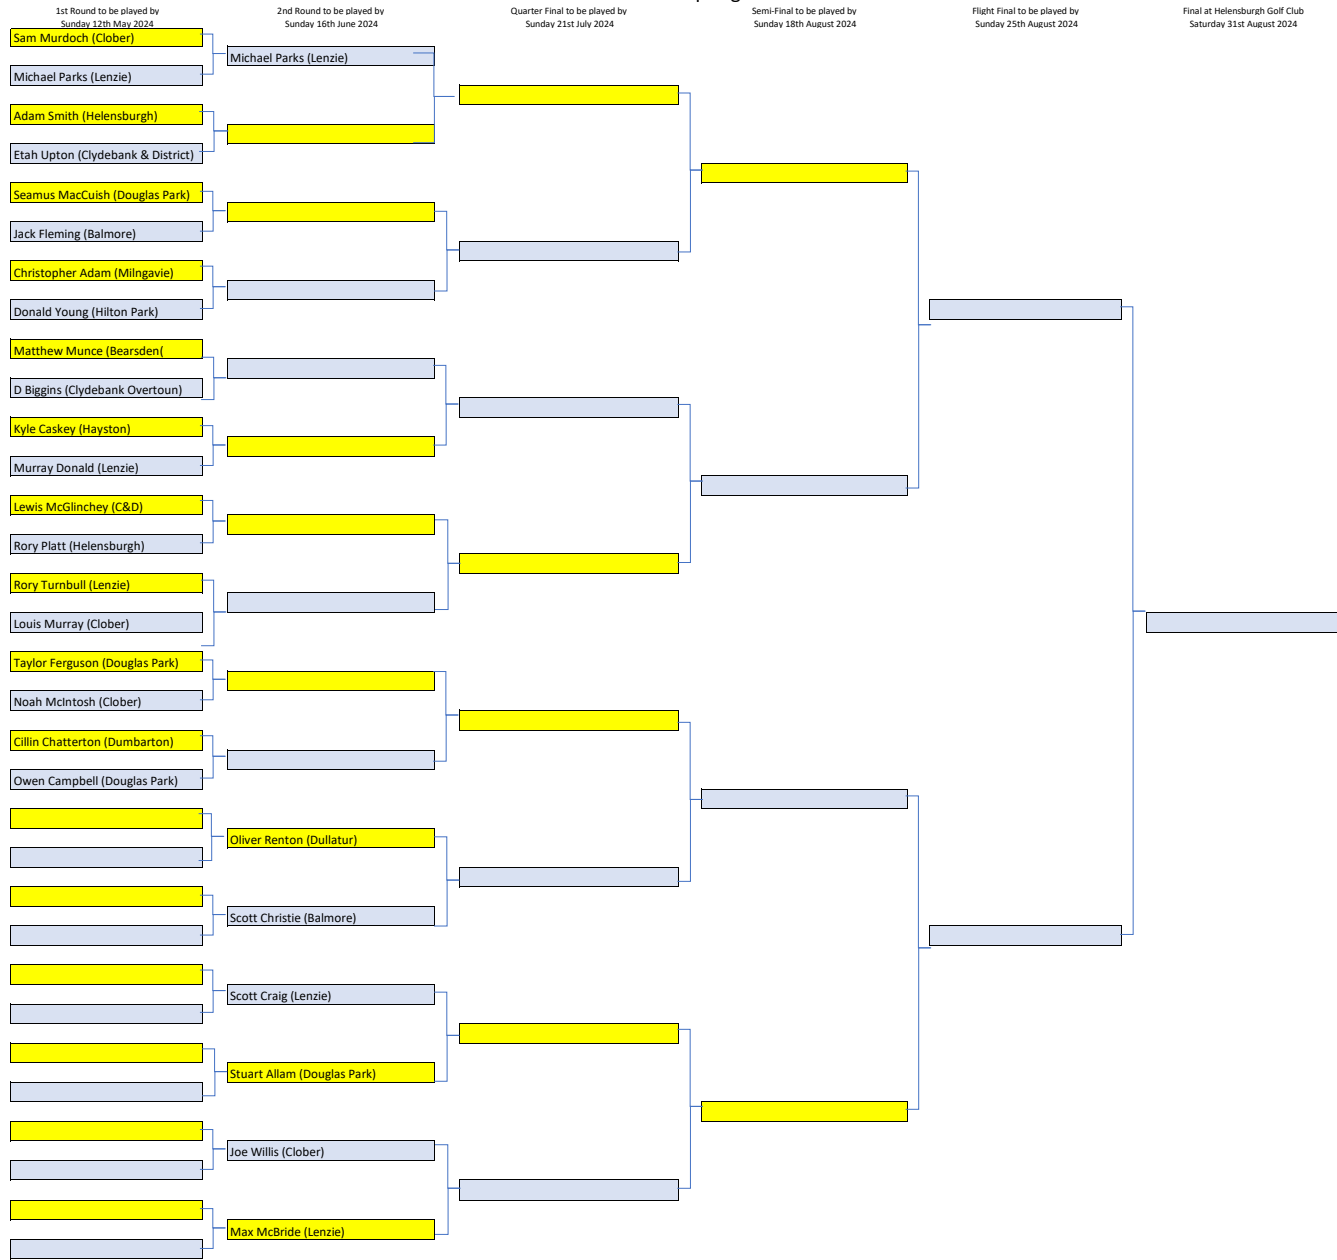 1st Round to be played by
Sunday 12th May 2024
2nd Round to be played by
Sunday 16th June 2024
Quarter Final to be played by
Sunday 21st July 2024
Semi-Final to be played by
Sunday 18th August 2024
Flight Final to be played by
Sunday 25th August 2024
Final at Helensburgh Golf Club
Saturday 31st August 2024
Sam Murdoch (Clober)
Michael Parks (Lenzie)
Adam Smith (Helensburgh)
Etah Upton (Clydebank & District)
Seamus MacCuish (Douglas Park)
Jack Fleming (Balmore)
Christopher Adam (Milngavie)
Donald Young (Hilton Park)
Matthew Munce (Bearsden(
D Biggins (Clydebank Overtoun)
Kyle Caskey (Hayston)
Murray Donald (Lenzie)
Lewis McGlinchey (C&D)
Rory Platt (Helensburgh)
Rory Turnbull (Lenzie)
Louis Murray (Clober)
Taylor Ferguson (Douglas Park)
Noah McIntosh (Clober)
Cillin Chatterton (Dumbarton)
Owen Campbell (Douglas Park)
Michael Parks (Lenzie)
Oliver Renton (Dullatur)
Scott Christie (Balmore)
Scott Craig (Lenzie)
Stuart Allam (Douglas Park)
Joe Willis (Clober)
Max McBride (Lenzie)